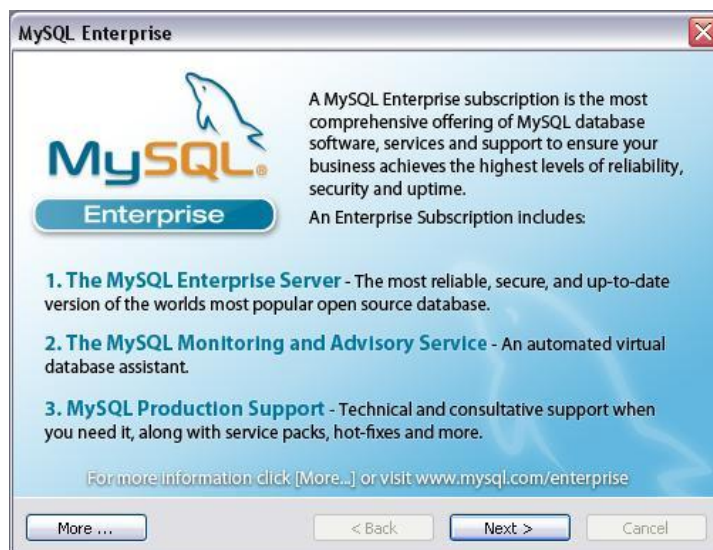 MySQL Enterprise
A MySQL Enterprise subscription is the most
comprehensive offering of MySQL database
software, services and support to ensure your
business achieves the highest levels of reliability,
security and uptime.
An Enterprise Subscription includes:
MySQL®
Enterprise
1. The MySQL Enterprise Server - The most reliable, secure, and up-to-date
version of the worlds most popular open source database.
2. The MySQL Monitoring and Advisory Service - An automated virtual
database assistant.
3. MySQL Production Support - Technical and consultative support when
you need it, along with service packs, hot-fixes and more.
For more information click [More...] or visit www.mysql.com/enterprise
More ...
< Back
Next >
Cancel